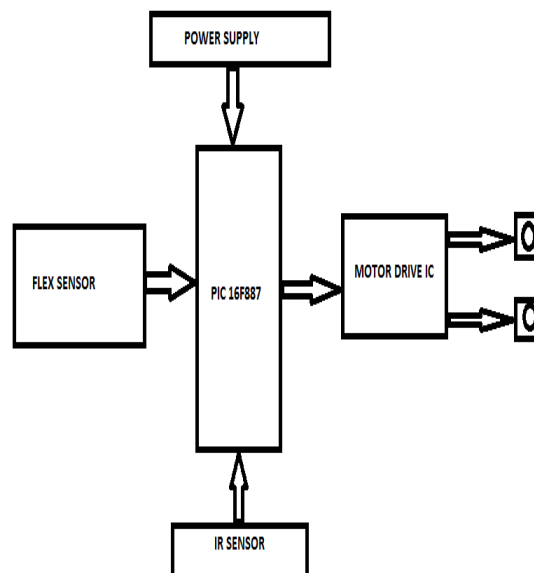 POWER SUPPLY
FLEX SENSOR
PIC 16F887
MOTOR DRIVE IC
IR SENSOR